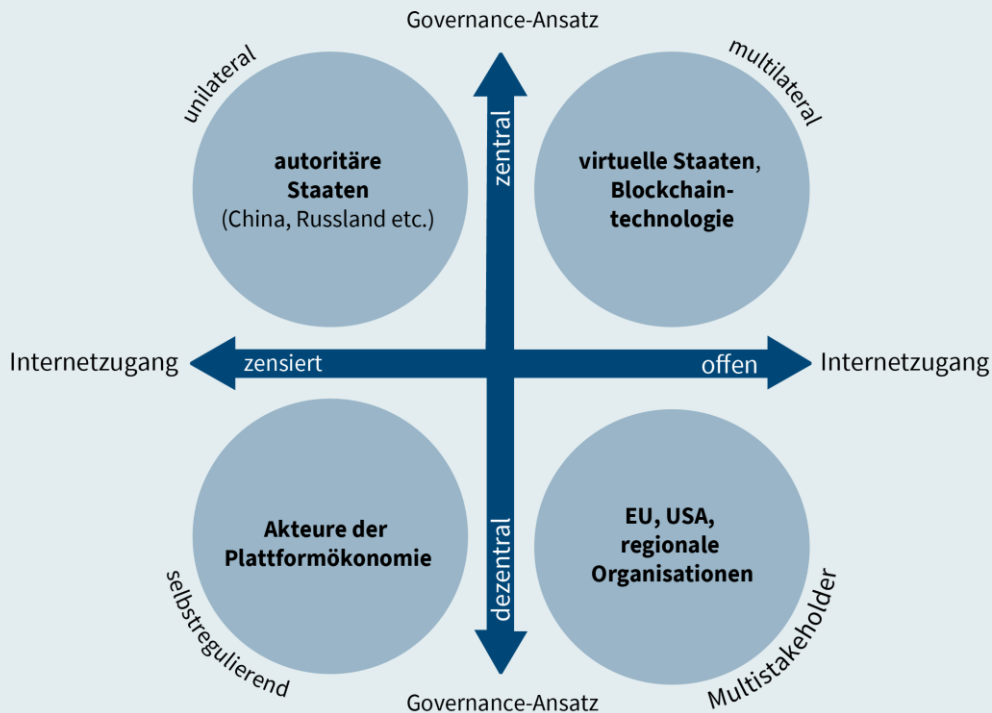 Governance-Ansatz
unilateral
multilateral
zentral
autoritäre
Staaten
(China, Russland etc.)
virtuelle Staaten,
Blockchain-
technologie
Internetzugang
zensiert
offen
Internetzugang
Akteure der
Plattformökonomie
dezentral
EU, USA,
regionale
Organisationen
selbstregulierend
Multistakeholder
Governance-Ansatz